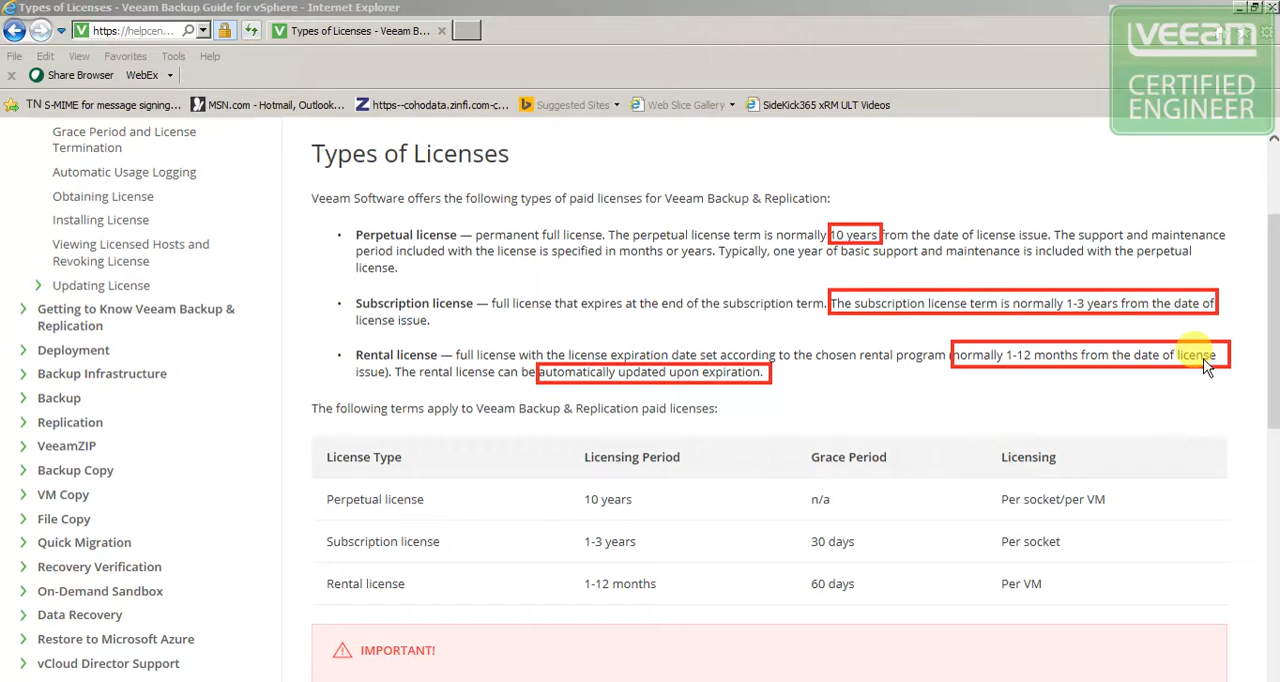 Types of Licenses - Veeam Backup Guide for vSphere - Internet Explorer
https://helpcen...
Types of Licenses - Veeam B...
File Edit View Favorites Tools Help
x Share Browser WebEx
TN S-MIME for message signing... MSN.com - Hotmail, Outlook... https--cohodata.zinfi.com-c... Suggested Sites Web Slice Gallery SideKick365 xRM ULT Videos
veeam
CERTIFIED
ENGINEER
Grace Period and License
Termination
Automatic Usage Logging
Obtaining License
Installing License
Viewing Licensed Hosts and
Revoking License
Updating License
Getting to Know Veeam Backup &
Replication
Deployment
Backup Infrastructure
Backup
Replication
VeeamZIP
Backup Copy
VM Copy
File Copy
Quick Migration
Recovery Verification
On-Demand Sandbox
Data Recovery
Restore to Microsoft Azure
vCloud Director Support
Types of Licenses
Veeam Software offers the following types of paid licenses for Veeam Backup & Replication:
• Perpetual license — permanent full license. The perpetual license term is normally 10 years from the date of license issue. The support and maintenance
period included with the license is specified in months or years. Typically, one year of basic support and maintenance is included with the perpetual
license.
• Subscription license — full license that expires at the end of the subscription term. The subscription license term is normally 1-3 years from the date of
license issue.
• Rental license — full license with the license expiration date set according to the chosen rental program (normally 1-12 months from the date of license
issue). The rental license can be automatically updated upon expiration.
The following terms apply to Veeam Backup & Replication paid licenses:
License Type Licensing Period Grace Period Licensing
Perpetual license 10 years n/a Per socket/per VM
Subscription license 1-3 years 30 days Per socket
Rental license 1-12 months 60 days Per VM
IMPORTANT!